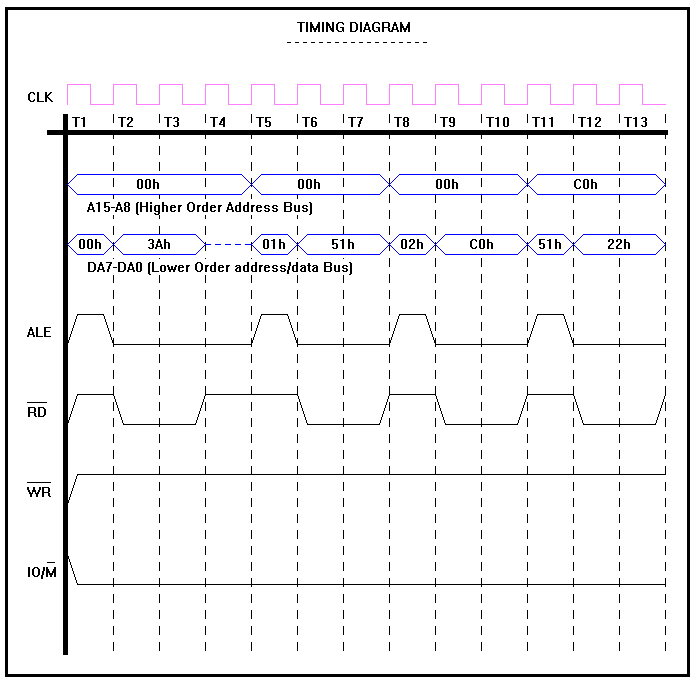 TIMING DIAGRAM
CLK
T1 T2 T3 T4 T5 T6 T7 T8 T9 T10 T11 T12 T13
00h 00h 00h C0h
A15-A8 (Higher Order Address Bus)
00h 3Ah 01h 51h 02h C0h 51h 22h
DA7-DA0 (Lower Order address/data Bus)
ALE
RD
WR
IO/M